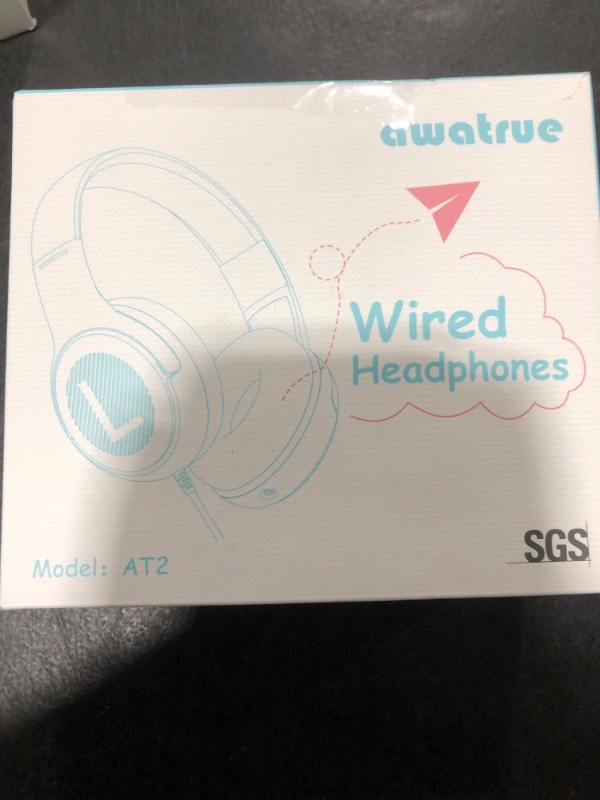 awatrue
Wired
Headphones
L
Model: AT2
SGS